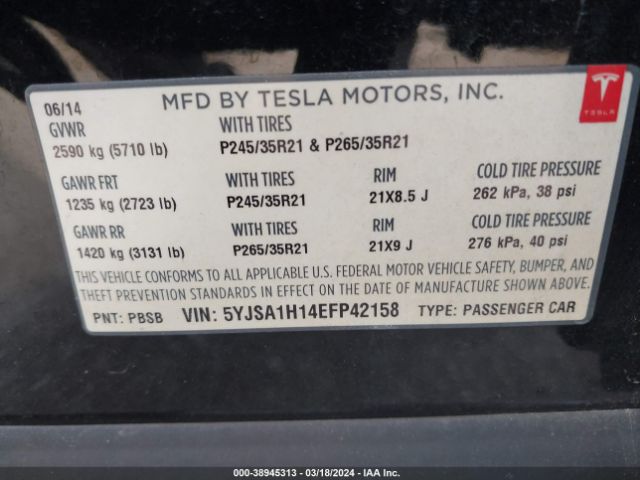 06/14 MFD BY TESLA MOTORS, INC.
TESLA
GVWR WITH TIRES
2590 kg (5710 lb) P245/35R21 & P265/35R21
GAWR FRT WITH TIRES RIM COLD TIRE PRESSURE
1235 kg (2723 lb) P245/35R21 21X8.5 J 262 kPa, 38 psi
GAWR RR WITH TIRES RIM COLD TIRE PRESSURE
1420 kg (3131 lb) P265/35R21 21X9 J 276 kPa, 40 psi
THIS VEHICLE CONFORMS TO ALL APPLICABLE U.S. FEDERAL MOTOR VEHICLE SAFETY, BUMPER, AND
THEFT PREVENTION STANDARDS IN EFFECT ON THE DATE OF MANUFACTURE SHOWN ABOVE.
PNT: PBSB VIN: 5YJSA1H14EFP42158 TYPE: PASSENGER CAR
000-38945313 - 03/18/2024 - IAA Inc.